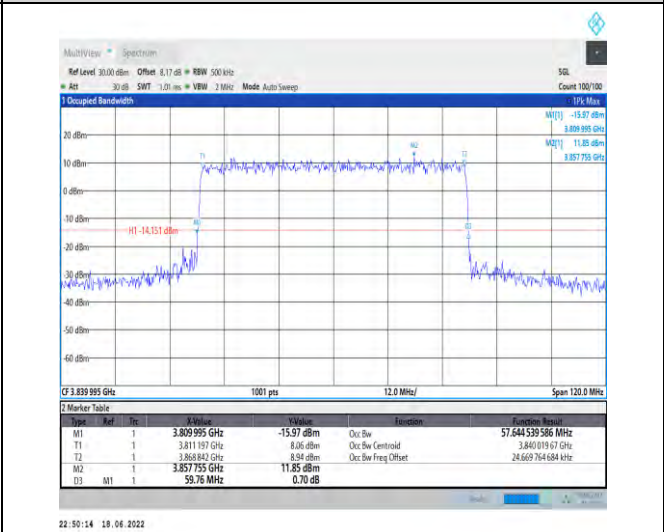 MultiView Spectrum
Ref Level 30.00 dBm Offset 8.17 dB RBW 500 kHz SGL
Att 30 dB SWT 1.01 ms VBW 2 MHz Mode Auto Sweep Count 100/100
1 Occupied Bandwidth 1Pk Max
M1[1] -15.97 dBm
3.809 995 GHz
M2[1] 11.85 dBm
3.857 755 GHz
20 dBm
T1 M2 T2
10 dBm
0 dBm
-10 dBm
M1 D3
H1 -14.151 dBm
-30 dBm
-40 dBm
-50 dBm
-60 dBm
CF 3.839 995 GHz 1001 pts 12.0 MHz/ Span 120.0 MHz
2 Marker Table
Type Ref Trc X-Value Y-Value Function Function Result
M1 1 3.809 995 GHz -15.97 dBm Occ Bw 57.644 539 586 MHz
T1 1 3.811 197 GHz 8.06 dBm Occ Bw Centroid 3.840 019 67 GHz
T2 1 3.868 842 GHz 8.94 dBm Occ Bw Freq Offset 24.669 764 684 kHz
M2 1 3.857 755 GHz 11.85 dBm
D3 M1 1 59.76 MHz 0.70 dB
22:50:14 18.06.2022